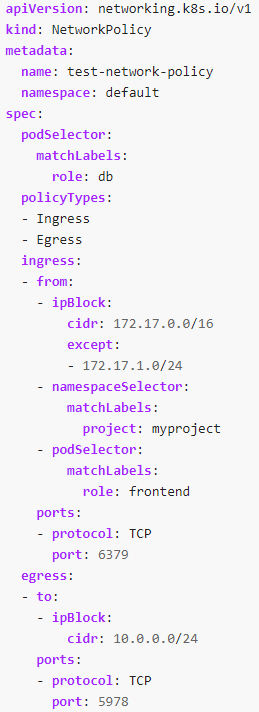 apiVersion: networking.k8s.io/v1
kind: NetworkPolicy
metadata:
  name: test-network-policy
  namespace: default
spec:
  podSelector:
    matchLabels:
      role: db
  policyTypes:
  - Ingress
  - Egress
  ingress:
  - from:
    - ipBlock:
        cidr: 172.17.0.0/16
        except:
        - 172.17.1.0/24
    - namespaceSelector:
        matchLabels:
          project: myproject
    - podSelector:
        matchLabels:
          role: frontend
    ports:
    - protocol: TCP
      port: 6379
  egress:
  - to:
    - ipBlock:
        cidr: 10.0.0.0/24
    ports:
    - protocol: TCP
      port: 5978